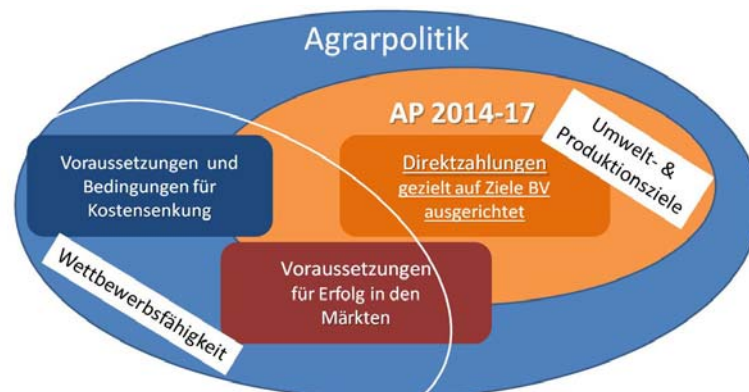 Agrarpolitik
AP 2014-17
Umwelt- &
Produktionsziele
Voraussetzungen und
Bedingungen für
Kostensenkung
Direktzahlungen
gezielt auf Ziele BV
ausgerichtet
Wettbewerbsfähigkeit
Voraussetzungen
für Erfolg in den
Märkten